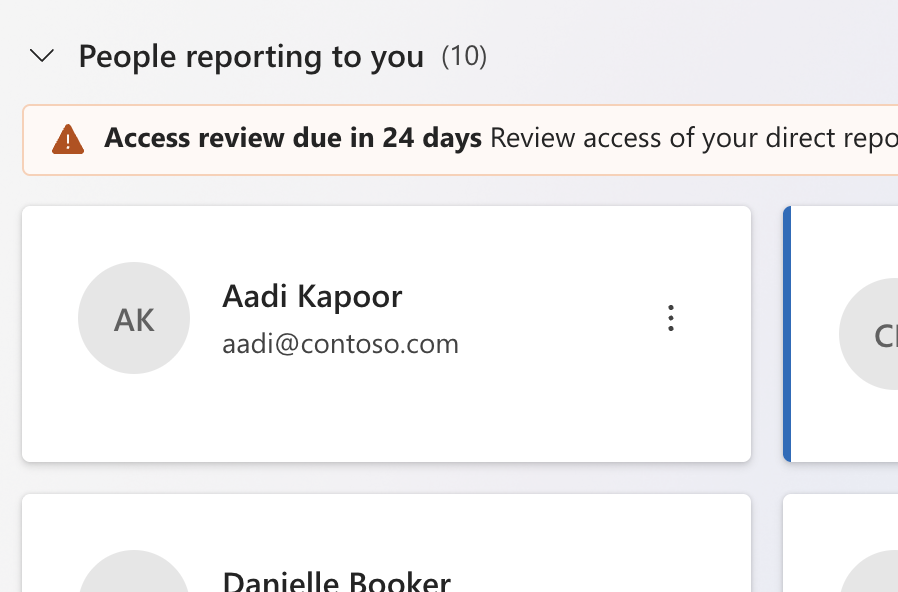 People reporting to you (10)
Access review due in 24 days Review access of your direct
AK
Aadi Kapoor
aadi@contoso.com
Danielle Booker